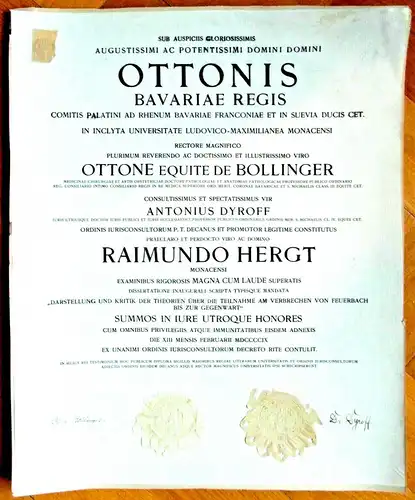 SUB AUSPICIIS GLORIOSISSIMIS
AUGUSTISSIMI AC POTENTISSIMI DOMINI DOMINI
OTTONIS
BAVARIAE REGIS
COMITIS PALATINI AD RHENUM BAVARIAE FRANCONIAE ET IN SUEVIA DUCIS CET.
IN INCLYTA UNIVERSITATE LUDOVICO-MAXIMILIANEA MONACENSI
RECTORE MAGNIFICO
PLURIMUM REVERENDO AC DOCTISSIMO ET ILLUSTRISSIMO VIRO
OTTONE EQUITE DE BOLLINGER
CONSULTISSIMUS ET SPECTATISSIMUS VIR
ANTONIUS DYROFF
ORDINIS IURISCONSULTORUM P. T. DECANUS ET PROMOTOR LEGITIME CONSTITUTUS
PRAECLARO ET PERDOCTO VIRO AC DOMINO
RAIMUNDO HERGT
MONACENSI
EXAMINIBUS RIGOROSIS MAGNA CUM LAUDE SUPERATIS
DISSERTATIONE INAUGURALI SCRIPTA TYPISQUE MANDATA
„DARSTELLUNG UND KRITIK DER THEORIEN ÜBER DIE TEILNAHME AM VERBRECHEN VON FEUERBACH
BIS ZUR GEGENWART“
SUMMOS IN IURE UTROQUE HONORES
CUM OMNIBUS PRIVILEGIIS ATQUE IMMUNITATIBUS EISDEM ADNEXIS
DIE XIII MENSIS FEBRUARII MDCCCCIX
EX UNANIMI ORDINIS IURISCONSULTORUM DECRETO RITE CONTULIT.
Dr. Dyroff